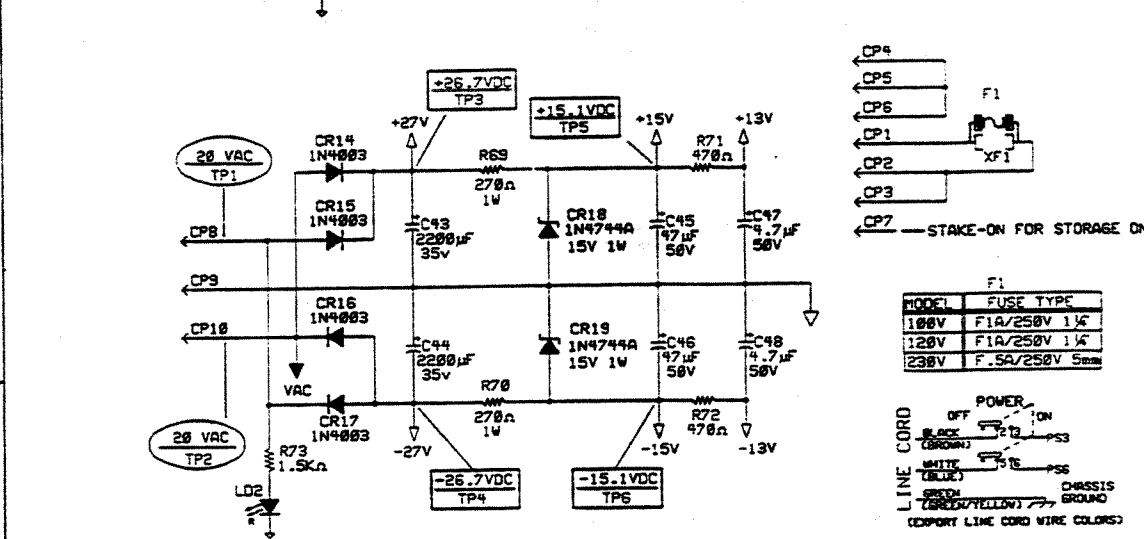 +26.7VDC
TP3
+27V
+15.1VDC
TP5
+15V
+13V
20 VAC
TP1
CR14
1N4003
R69
270Ω
1W
R71
470Ω
CR15
1N4003
CP8
C43
2200µF
35v
CR18
1N4744A
15V 1W
C45
47µF
50V
C47
4.7µF
50V
CP9
CR16
1N4003
CP10
VAC
C44
2200µF
35v
CR19
1N4744A
15V 1W
C46
47µF
50V
C48
4.7µF
50V
R70
270Ω
1W
R72
470Ω
CR17
1N4003
20 VAC
TP2
-27V
-15V
-13V
R73
1.5KΩ
LD2
R
-26.7VDC
TP4
-15.1VDC
TP6
CP4
CP5
CP6
CP1
CP2
CP3
CP7
F1
XF1
STAKE-ON FOR STORAGE ON
F1
MODEL FUSE TYPE
100V F1A/250V 1¼
120V F1A/250V 1¼
230V F.5A/250V 5mm
LINE CORD
POWER
OFF ON
BLACK
(BROWN)
PS3
WHITE
(BLUE)
PS6
GREEN
(GREEN/YELLOW)
CHASSIS
GROUND
(EXPORT LINE CORD WIRE COLORS)